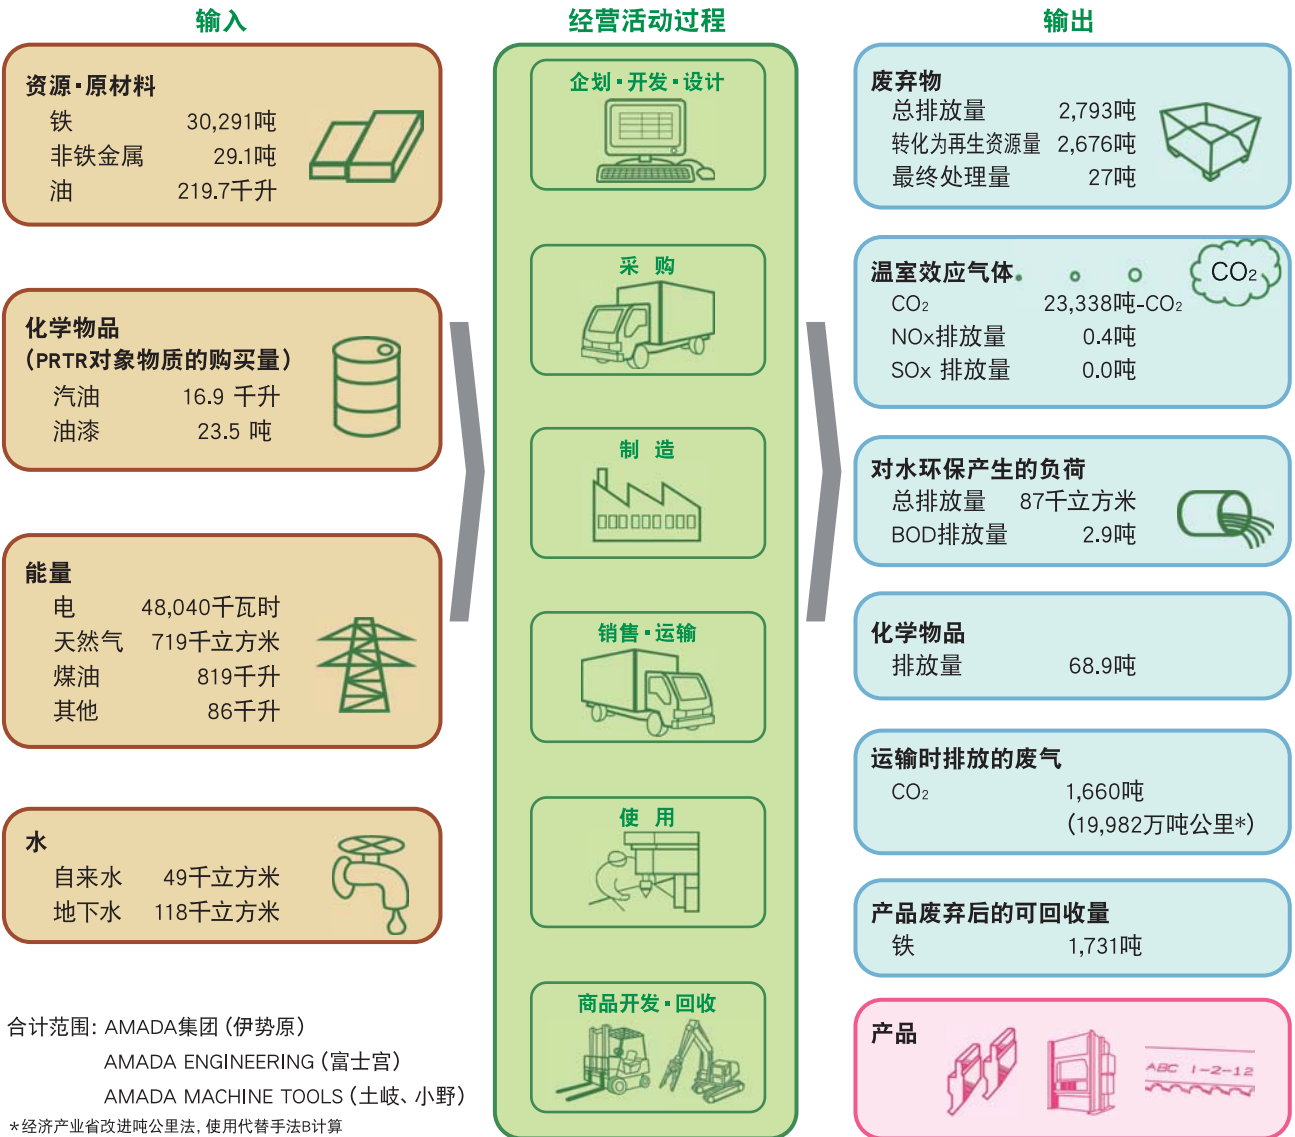 输入
资源·原材料
铁 30,291吨
非铁金属 29.1吨
油 219.7千升
化学物品
(PRTR对象物质的购买量)
汽油 16.9 千升
油漆 23.5 吨
能量
电 48,040千瓦时
天然气 719千立方米
煤油 819千升
其他 86千升
水
自来水 49千立方米
地下水 118千立方米
合计范围: AMADA集团 (伊势原)
AMADA ENGINEERING (富士宫)
AMADA MACHINE TOOLS (土岐、小野)
*经济产业省改进吨公里法, 使用代替手法B计算
经营活动过程
企划·开发·设计
采 购
制 造
销售·运输
使 用
商品开发·回收
输出
废弃物
总排放量 2,793吨
转化为再生资源量 2,676吨
最终处理量 27吨
温室效应气体
CO₂
CO₂ 23,338吨-CO₂
NOx排放量 0.4吨
SOx 排放量 0.0吨
对水环保产生的负荷
总排放量 87千立方米
BOD排放量 2.9吨
化学物品
排放量 68.9吨
运输时排放的废气
CO₂ 1,660吨
(19,982万吨公里*)
产品废弃后的可回收量
铁 1,731吨
产品
ABC 1-2-12